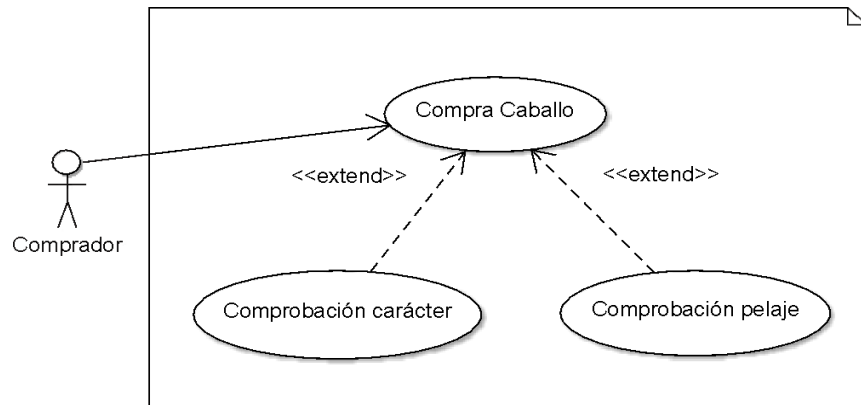 Compra Caballo
<<extend>>
<<extend>>
Comprador
Comprobación carácter
Comprobación pelaje